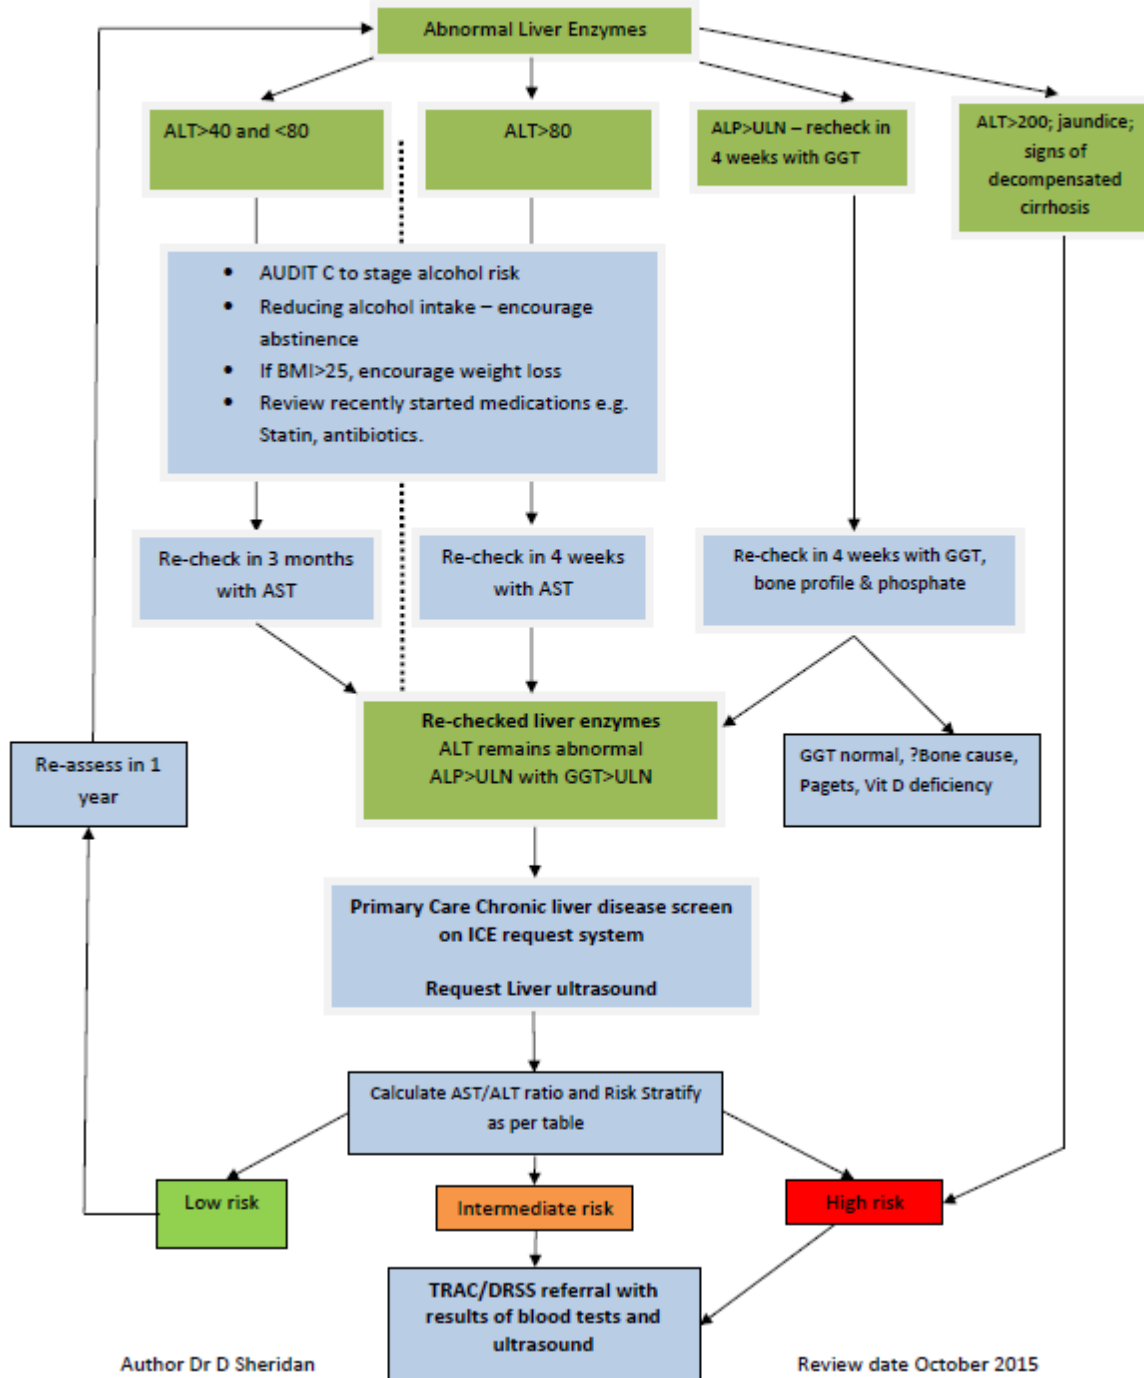 Abnormal Liver Enzymes
ALT>40 and <80
ALT>80
ALP>ULN – recheck in
4 weeks with GGT
ALT>200; jaundice;
signs of
decompensated
cirrhosis
• AUDIT C to stage alcohol risk
• Reducing alcohol intake – encourage
abstinence
• If BMI>25, encourage weight loss
• Review recently started medications e.g.
Statin, antibiotics.
Re-check in 3 months
with AST
Re-check in 4 weeks
with AST
Re-check in 4 weeks with GGT,
bone profile & phosphate
Re-checked liver enzymes
ALT remains abnormal
ALP>ULN with GGT>ULN
GGT normal, ?Bone cause,
Pagets, Vit D deficiency
Re-assess in 1
year
Primary Care Chronic liver disease screen
on ICE request system
Request Liver ultrasound
Calculate AST/ALT ratio and Risk Stratify
as per table
Low risk
Intermediate risk
High risk
TRAC/DRSS referral with
results of blood tests and
ultrasound
Author Dr D Sheridan
Review date October 2015